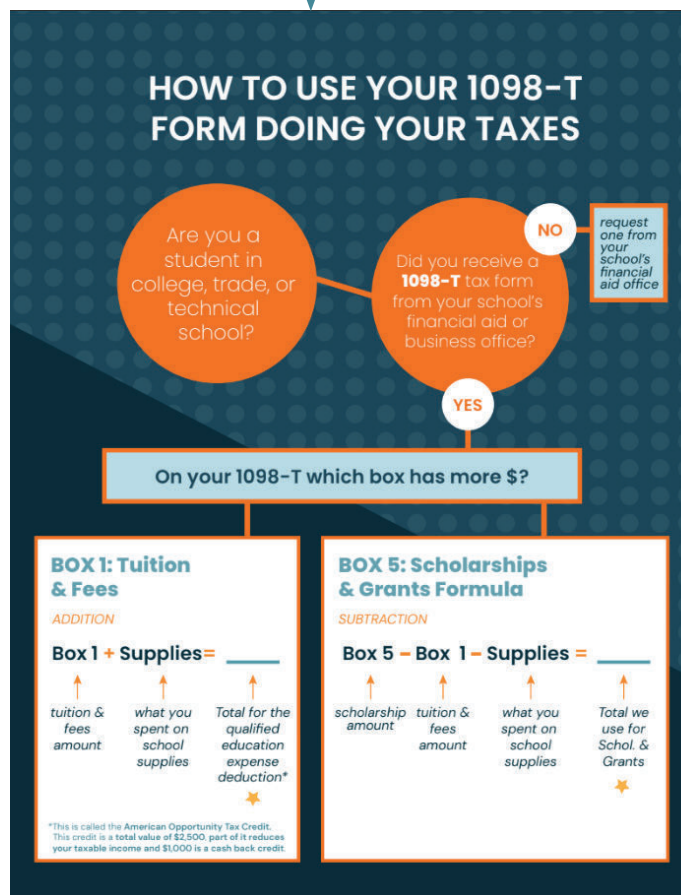 HOW TO USE YOUR 1098-T
FORM DOING YOUR TAXES
Are you a
student in
college, trade, or
technical
school?
Did you receive a
1098-T tax form
from your school's
financial aid or
business office?
NO
request
one from
your
school's
financial
aid office
YES
On your 1098-T which box has more $?
BOX 1: Tuition
& Fees
ADDITION
Box 1 + Supplies= ____
tuition &
fees
amount
what you
spent on
school
supplies
Total for the
qualified
education
expense
deduction*
*This is called the American Opportunity Tax Credit.
This credit is a total value of $2,500, part of it reduces
your taxable income and $1,000 is a cash back credit
BOX 5: Scholarships
& Grants Formula
SUBTRACTION
Box 5 - Box 1 - Supplies = ____
scholarship
amount
tuition &
fees
amount
what you
spent on
school
supplies
Total we
use for
Schol. &
Grants